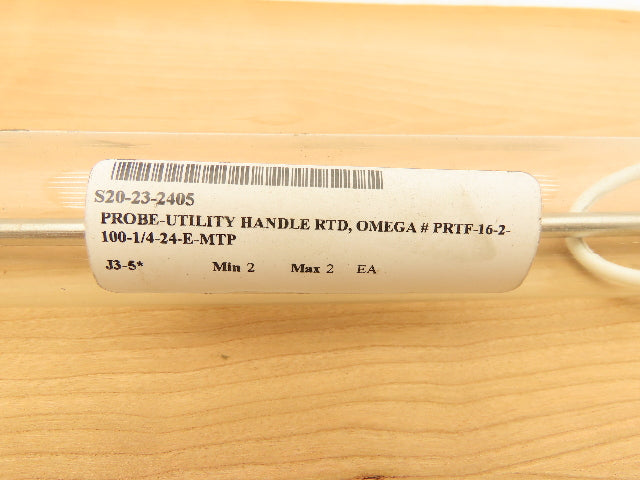 S20-23-2405
PROBE-UTILITY HANDLE RTD, OMEGA # PRTF-16-2-
100-1/4-24-E-MTP
J3-5* Min 2 Max 2 EA